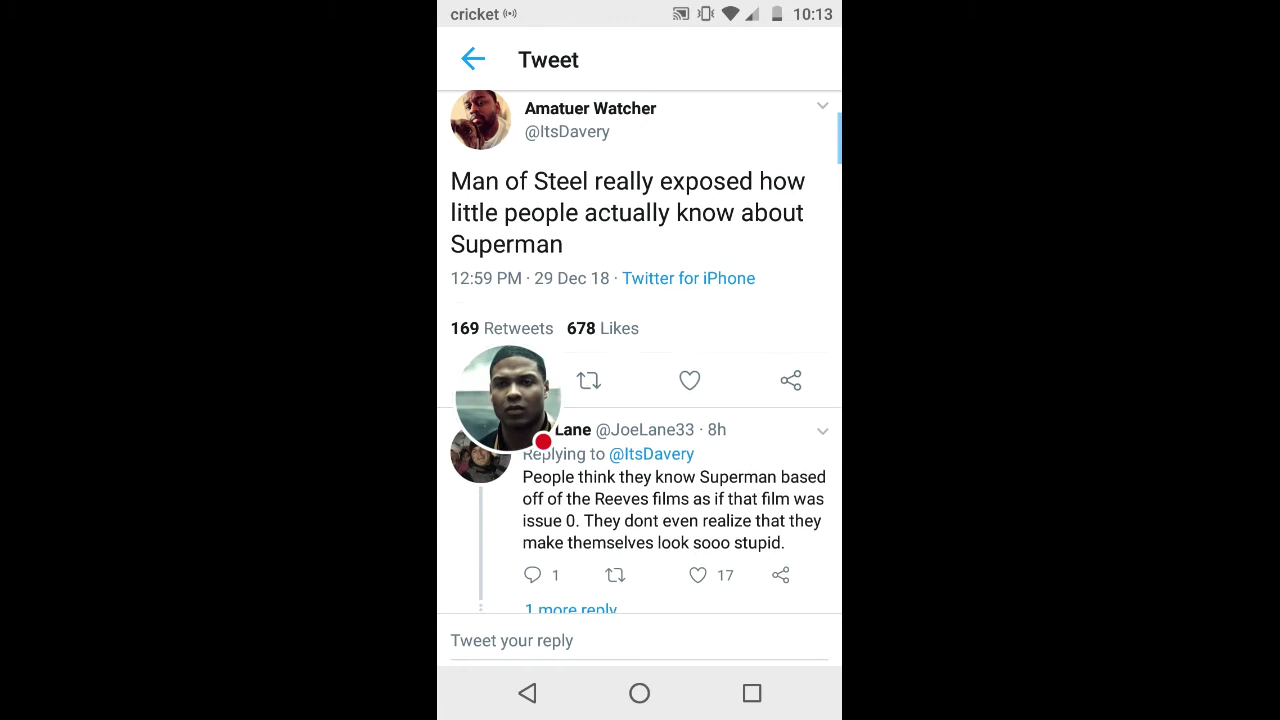 cricket 10:13
Tweet
Amatuer Watcher
@ItsDavery
Man of Steel really exposed how
little people actually know about
Superman
12:59 PM · 29 Dec 18 · Twitter for iPhone
169 Retweets 678 Likes
Lane @JoeLane33 · 8h
Replying to @ItsDavery
People think they know Superman based
off of the Reeves films as if that film was
issue 0. They dont even realize that they
make themselves look sooo stupid.
1 17
1 more reply
Tweet your reply